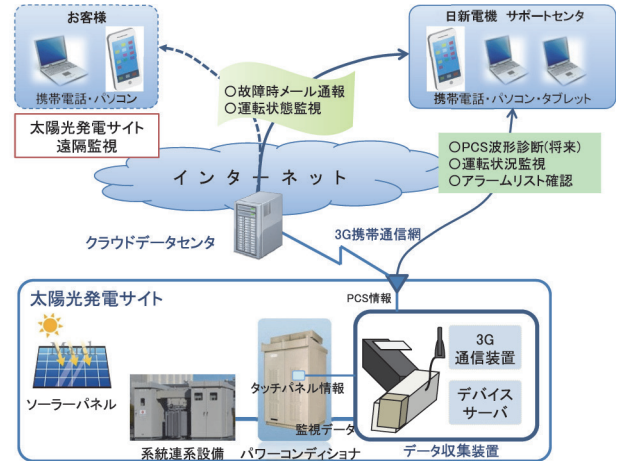 お客様
携帯電話・パソコン
太陽光発電サイト
遠隔監視
○故障時メール通報
○運転状態監視
日新電機 サポートセンタ
携帯電話・パソコン・タブレット
○PCS波形診断(将来)
○運転状況監視
○アラームリスト確認
インターネット
クラウドデータセンタ
3G携帯通信網
太陽光発電サイト
PCS情報
ソーラーパネル
系統連系設備
タッチパネル情報
監視データ
パワーコンディショナ
3G
通信装置
デバイス
サーバ
データ収集装置